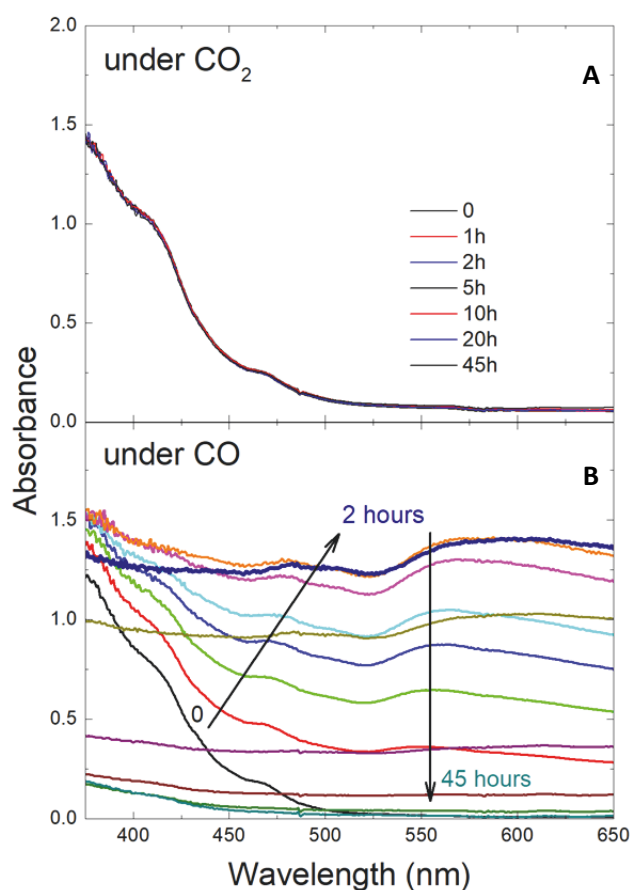 2.0
under CO2
A
1.5
0
1h
2h
5h
10h
20h
45h
1.0
0.5
0.0
Absorbance
under CO
B
2 hours
1.5
1.0
0.5
0
45 hours
0.0
400
450
500
550
600
650
Wavelength (nm)